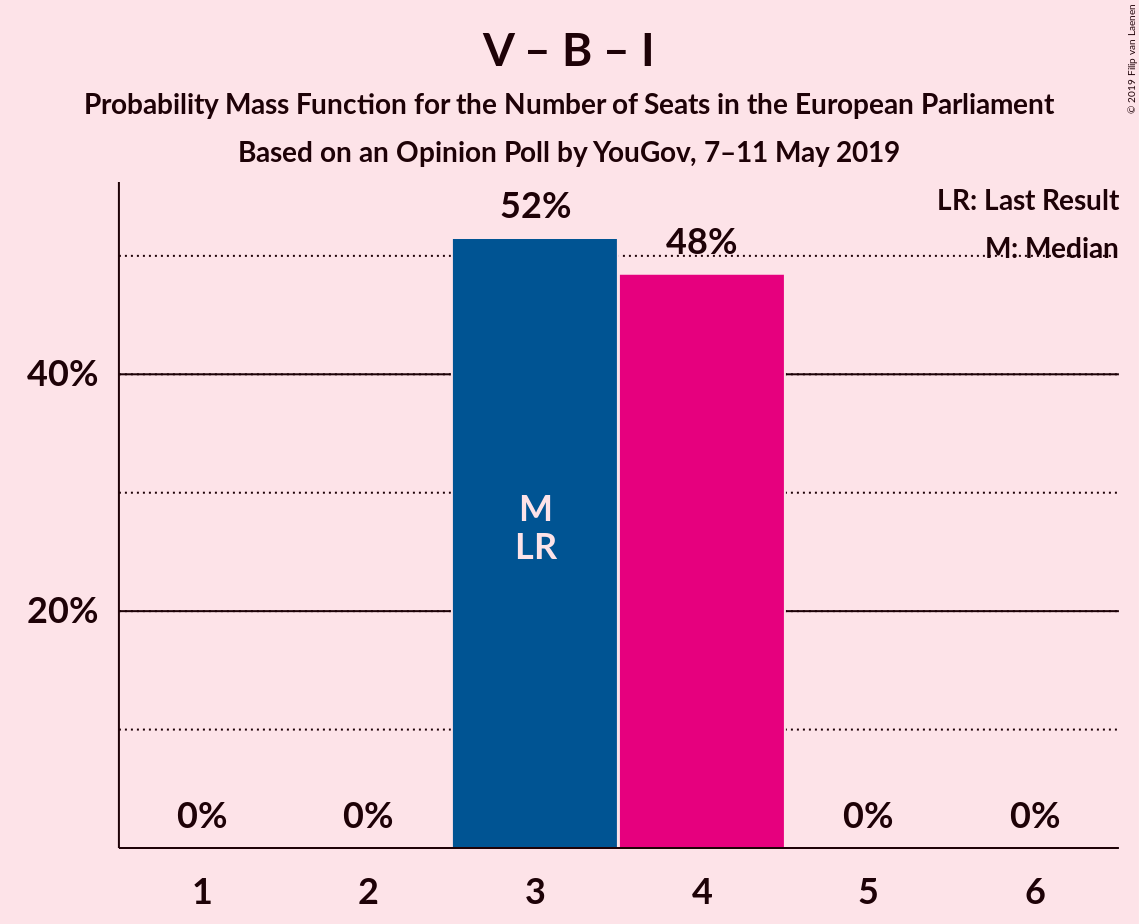 V – B – I
Probability Mass Function for the Number of Seats in the European Parliament
Based on an Opinion Poll by YouGov, 7–11 May 2019
© 2019 Filip van Laenen
LR: Last Result
M: Median
52%
48%
40%
20%
M
LR
0%
0%
0%
0%
1
2
3
4
5
6